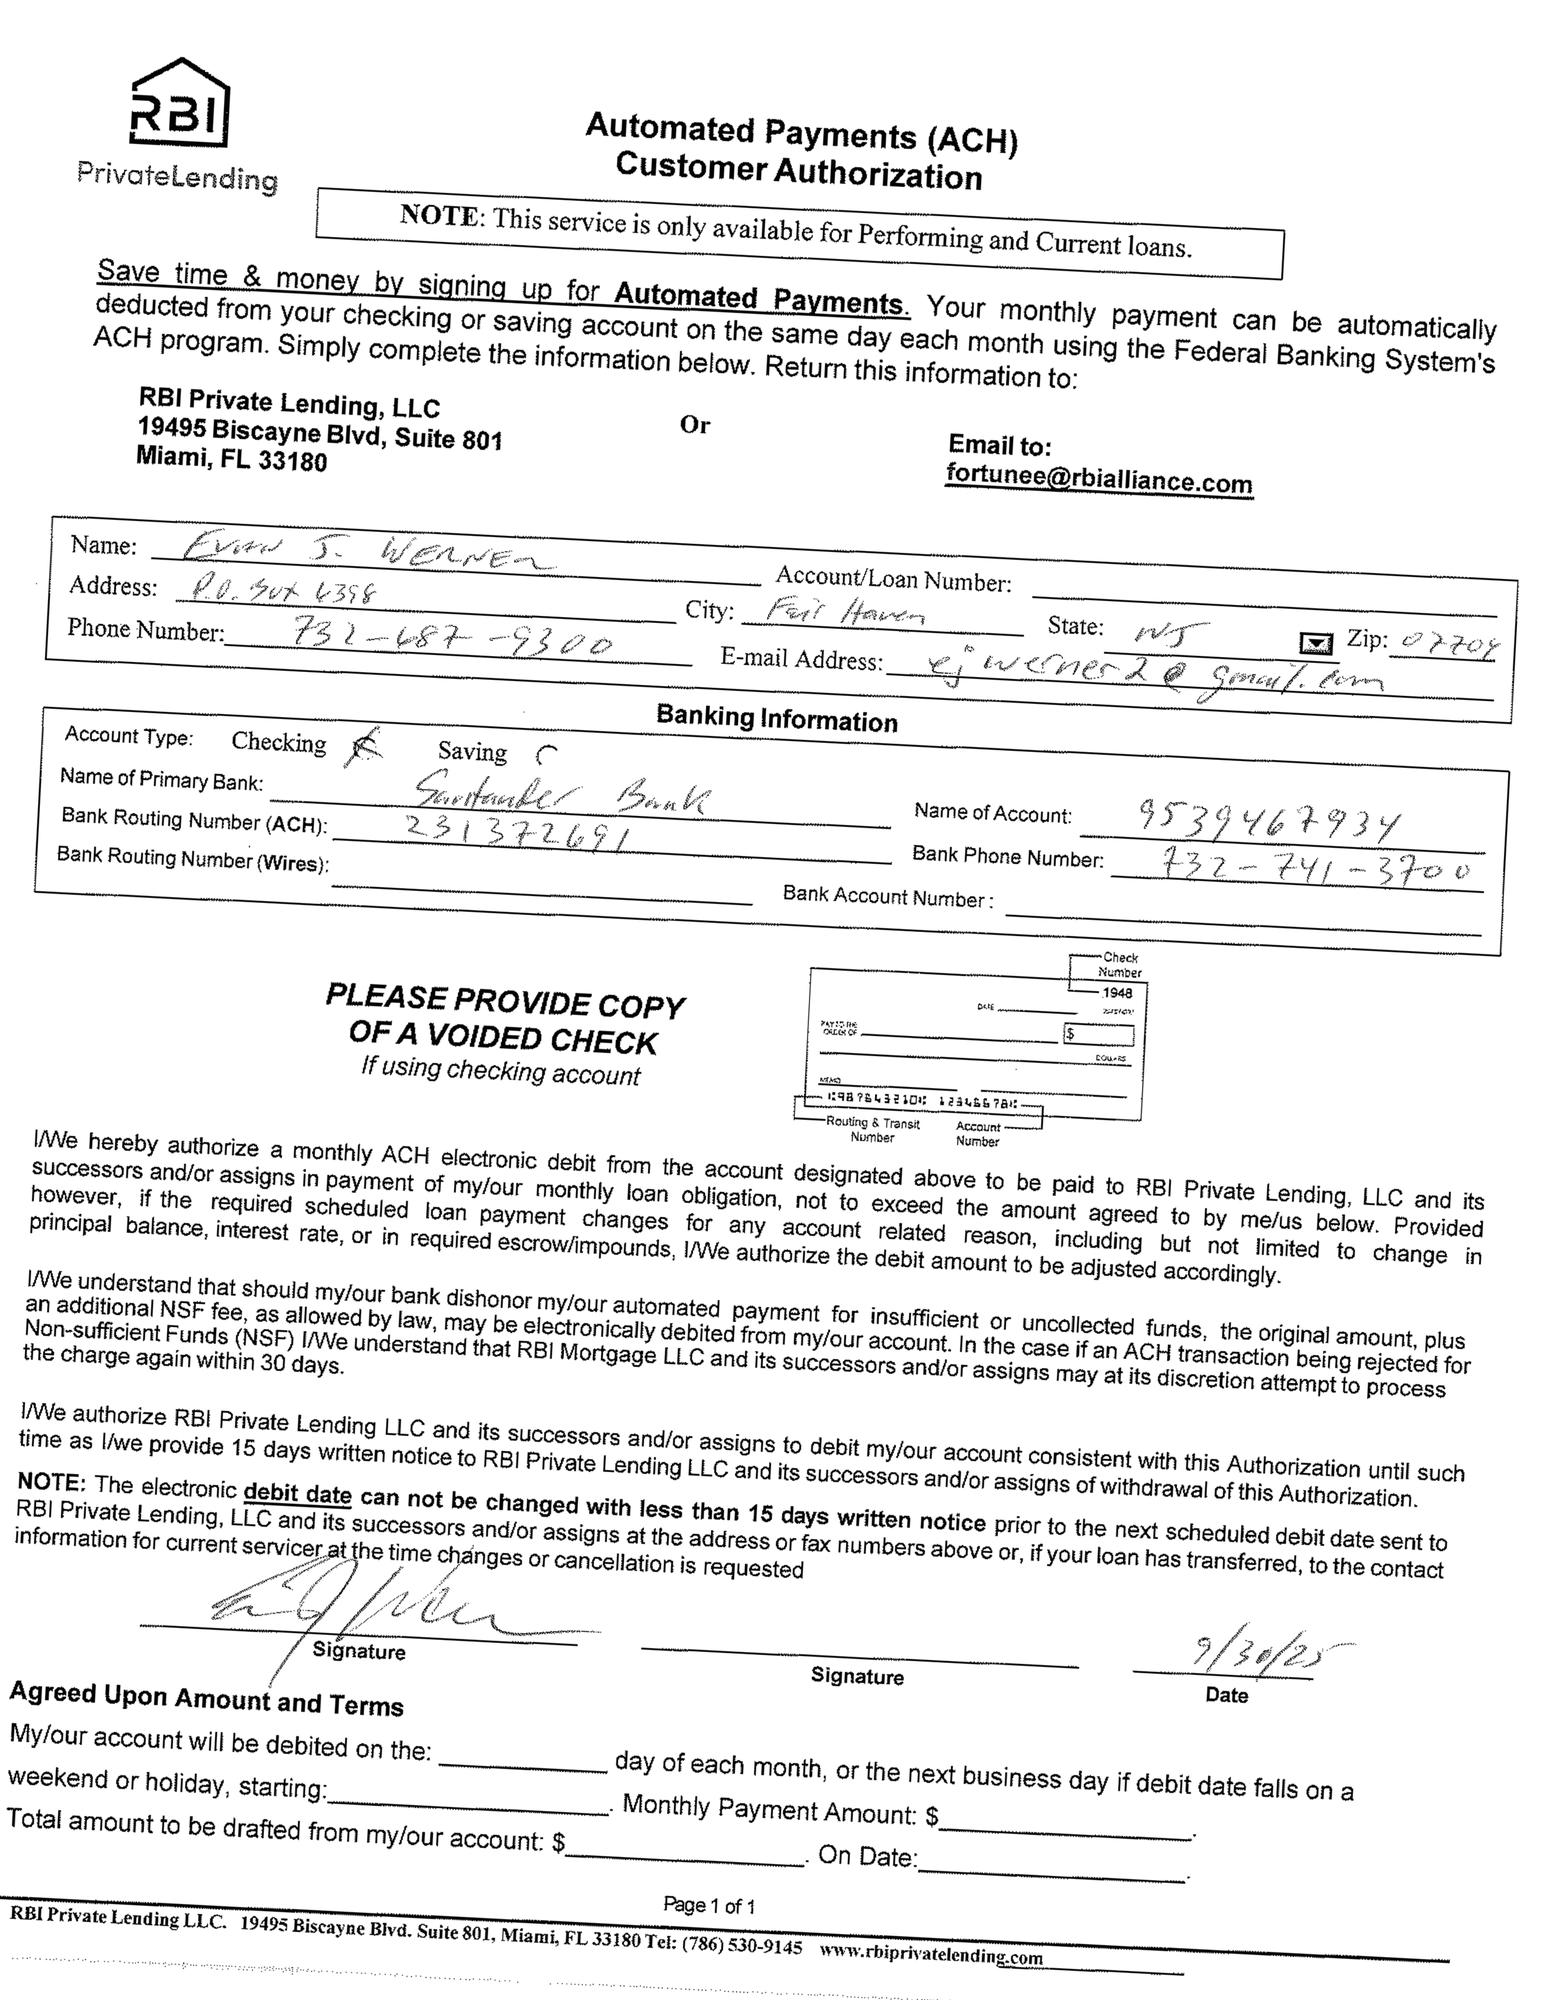 RBI
PrivateLending
Automated Payments (ACH)
Customer Authorization
NOTE: This service is only available for Performing and Current loans.
Save time & money by signing up for Automated Payments. Your monthly payment can be automatically
deducted from your checking or saving account on the same day each month using the Federal Banking System's
ACH program. Simply complete the information below. Return this information to:
RBI Private Lending, LLC
19495 Biscayne Blvd, Suite 801
Miami, FL 33180
Or
Email to:
fortunee@rbialliance.com
Name: Evan J. Werner Account/Loan Number:
Address: P.O. Box 6398 City: Fair Haven State: NJ Zip: 07704
Phone Number: 732-687-9300 E-mail Address: ejwerner2@gmail.com
Banking Information
Account Type: Checking Saving
Name of Primary Bank: Santander Bank Name of Account: 9539467934
Bank Routing Number (ACH): 231372691 Bank Phone Number: 732-741-3700
Bank Routing Number (Wires): Bank Account Number :
PLEASE PROVIDE COPY
OF A VOIDED CHECK
If using checking account
Check
Number
1948
DATE
PAY TO THE
ORDER OF
$
DOLLARS
MEMO
⑆9876543210⑆ 12345678⑆
Routing & Transit
Number
Account
Number
I/We hereby authorize a monthly ACH electronic debit from the account designated above to be paid to RBI Private Lending, LLC and its
successors and/or assigns in payment of my/our monthly loan obligation, not to exceed the amount agreed to by me/us below. Provided
however, if the required scheduled loan payment changes for any account related reason, including but not limited to change in
principal balance, interest rate, or in required escrow/impounds, I/We authorize the debit amount to be adjusted accordingly.
I/We understand that should my/our bank dishonor my/our automated payment for insufficient or uncollected funds, the original amount, plus
an additional NSF fee, as allowed by law, may be electronically debited from my/our account. In the case if an ACH transaction being rejected for
Non-sufficient Funds (NSF) I/We understand that RBI Mortgage LLC and its successors and/or assigns may at its discretion attempt to process
the charge again within 30 days.
I/We authorize RBI Private Lending LLC and its successors and/or assigns to debit my/our account consistent with this Authorization until such
time as I/we provide 15 days written notice to RBI Private Lending LLC and its successors and/or assigns of withdrawal of this Authorization.
NOTE: The electronic debit date can not be changed with less than 15 days written notice prior to the next scheduled debit date sent to
RBI Private Lending, LLC and its successors and/or assigns at the address or fax numbers above or, if your loan has transferred, to the contact
information for current servicer at the time changes or cancellation is requested
9/30/25
Signature
Signature
Date
Agreed Upon Amount and Terms
My/our account will be debited on the: day of each month, or the next business day if debit date falls on a
weekend or holiday, starting: . Monthly Payment Amount: $ .
Total amount to be drafted from my/our account: $ . On Date: .
Page 1 of 1
RBI Private Lending LLC. 19495 Biscayne Blvd. Suite 801, Miami, FL 33180 Tel: (786) 530-9145 www.rbiprivatelending.com